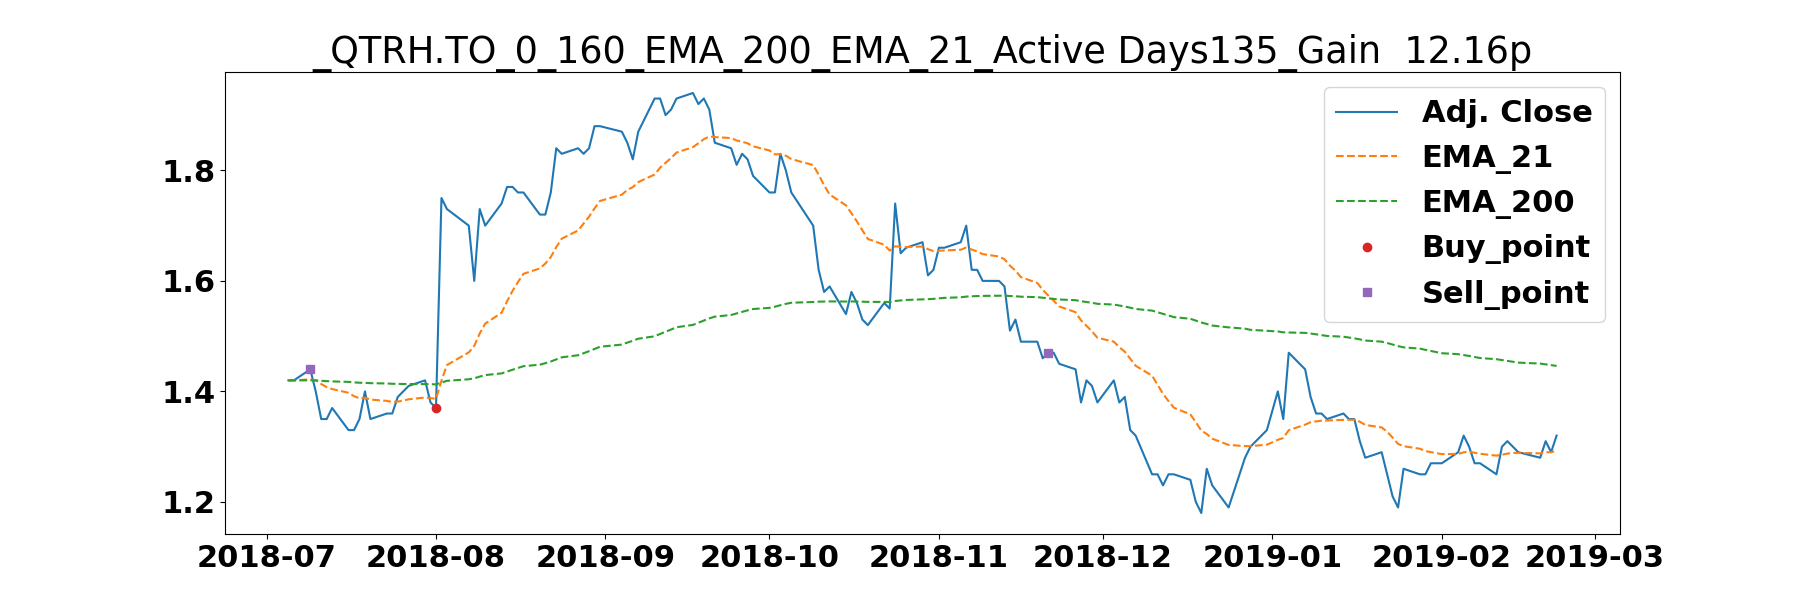 _QTRH.TO_0_160_EMA_200_EMA_21_Active Days135_Gain  12.16p
Adj. Close
EMA_21
EMA_200
Buy_point
Sell_point
1.8
1.6
1.4
1.2
2018-07 2018-08 2018-09 2018-10 2018-11 2018-12 2019-01 2019-02 2019-03